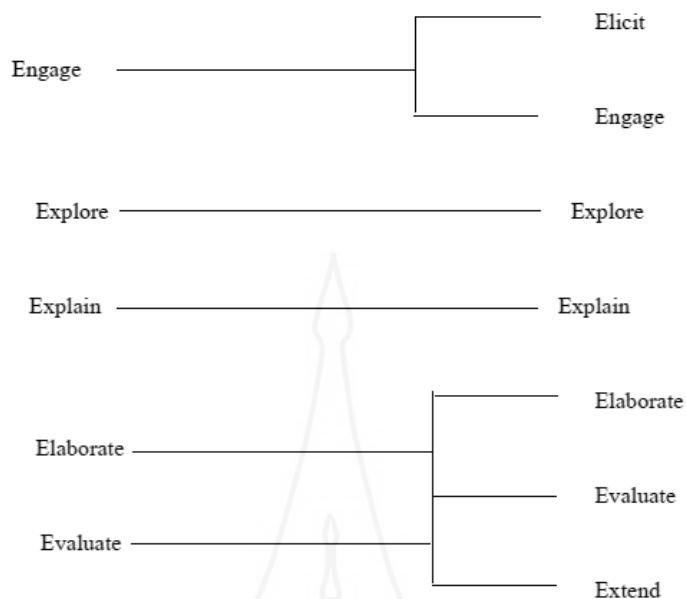 Elicit
Engage
Engage
Explore Explore
Explain Explain
Elaborate
Elaborate
Evaluate
Evaluate
Extend